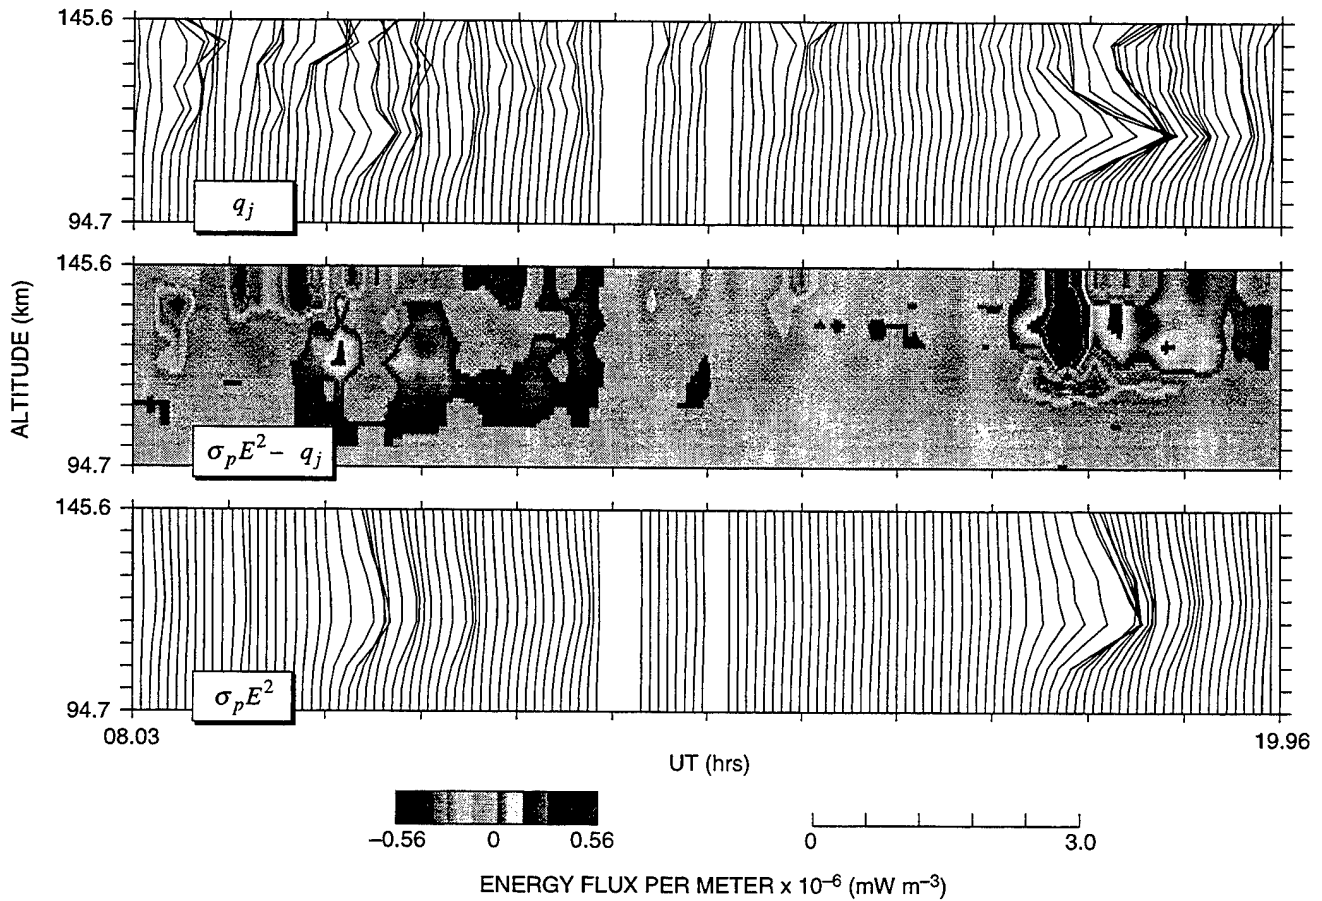 145.6
q_j
94.7
145.6
ALTITUDE (km)
σ_pE² – q_j
94.7
145.6
σ_pE²
94.7
08.03 19.96
UT (hrs)
–0.56 0 0.56 0 3.0
ENERGY FLUX PER METER x 10⁻⁶ (mW m⁻³)